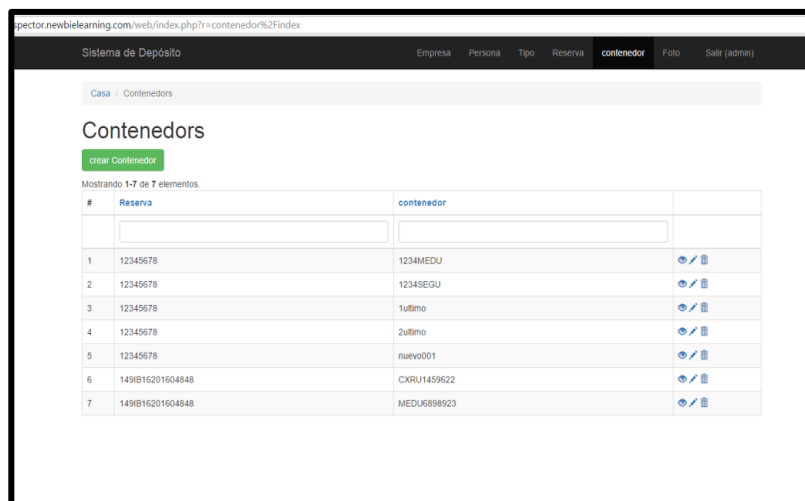 spector.newbielearning.com/web/index.php?r=contenedor%2Findex
Sistema de Depósito Empresa Persona Tipo Reserva contenedor Foto Salir (admin)
Casa / Contenedors
Contenedors
crear Contenedor
Mostrando 1-7 de 7 elementos.
# Reserva contenedor
1 12345678 1234MEDU
2 12345678 1234SEGU
3 12345678 1ultimo
4 12345678 2ultimo
5 12345678 nuevo001
6 149IB16201604848 CXRU1459622
7 149IB16201604848 MEDU6898923